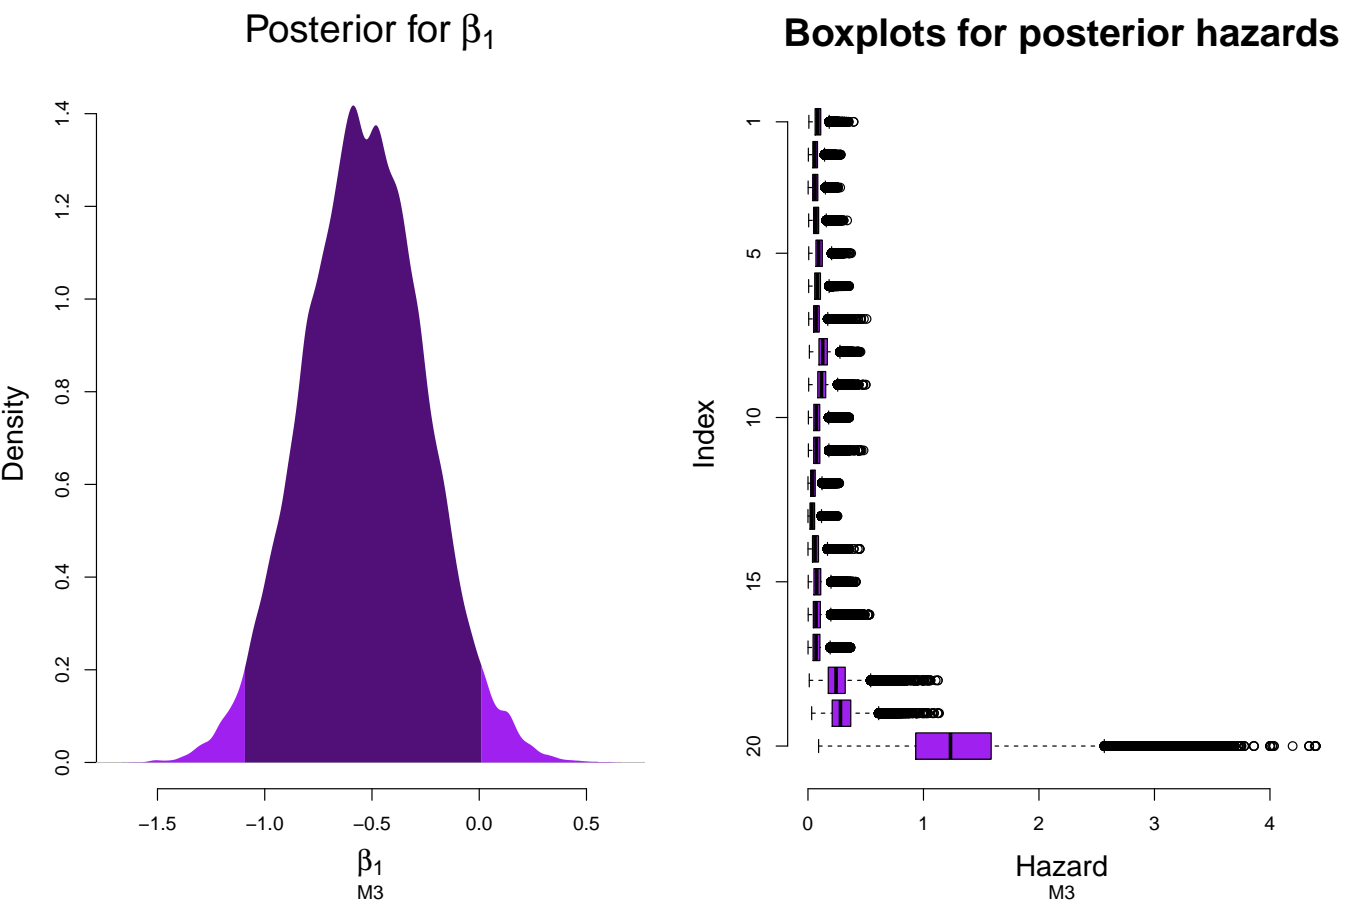 Posterior for β1
Density
0.0 0.2 0.4 0.6 0.8 1.0 1.2 1.4
−1.5 −1.0 −0.5 0.0 0.5
β1
M3
Boxplots for posterior hazards
Index
1 5 10 15 20
0 1 2 3 4
Hazard
M3